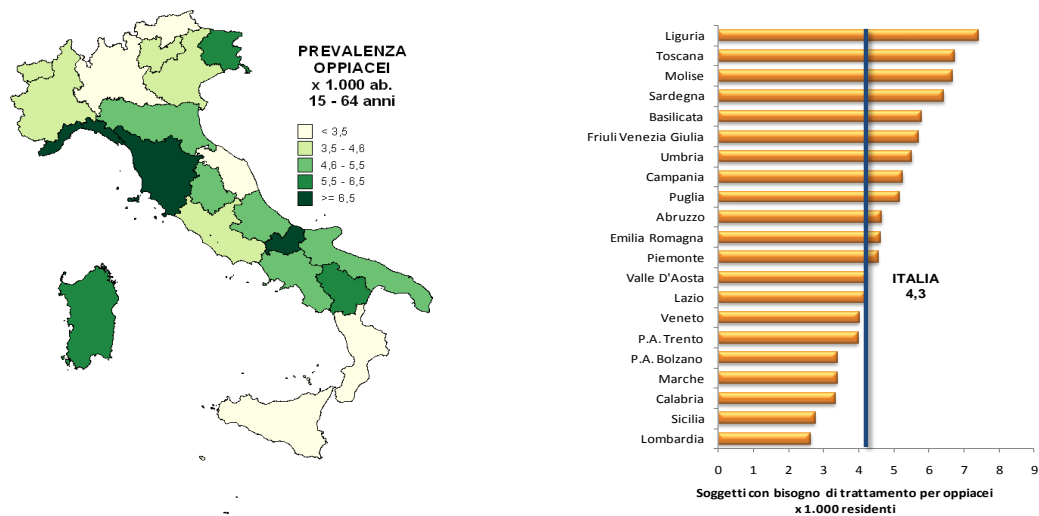 PREVALENZA
OPPIACEI
x 1.000 ab.
15 - 64 anni
< 3,5
3,5 - 4,6
4,6 - 5,5
5,5 - 6,5
>= 6,5
Liguria
Toscana
Molise
Sardegna
Basilicata
Friuli Venezia Giulia
Umbria
Campania
Puglia
Abruzzo
Emilia Romagna
Piemonte
Valle D'Aosta
Lazio
Veneto
P.A. Trento
P.A. Bolzano
Marche
Calabria
Sicilia
Lombardia
ITALIA
4,3
0 1 2 3 4 5 6 7 8 9
Soggetti con bisogno di trattamento per oppiacei
x 1.000 residenti